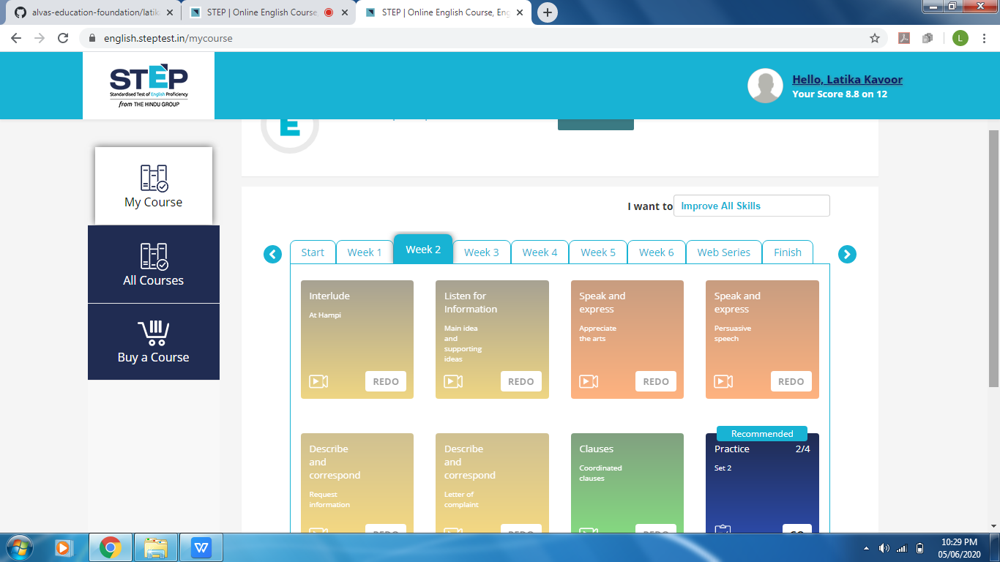 alvas-education-foundation/latik
STEP | Online English Course,
STEP | Online English Course, Eng
english.steptest.in/mycourse
L
STEP
Standardised Test of English Proficiency
from THE HINDU GROUP
Hello, Latika Kavoor
Your Score 8.8 on 12
E
My Course
All Courses
Buy a Course
I want to
Improve All Skills
Start
Week 1
Week 2
Week 3
Week 4
Week 5
Week 6
Web Series
Finish
Interlude
At Hampi
REDO
Listen for
Information
Main idea
and
supporting
ideas
REDO
Speak and
express
Appreciate
the arts
REDO
Speak and
express
Persuasive
speech
REDO
Describe
and
correspond
Request
information
REDO
Describe
and
correspond
Letter of
complaint
REDO
Clauses
Coordinated
clauses
REDO
Recommended
Practice 2/4
Set 2
GO
W
10:29 PM
05/06/2020